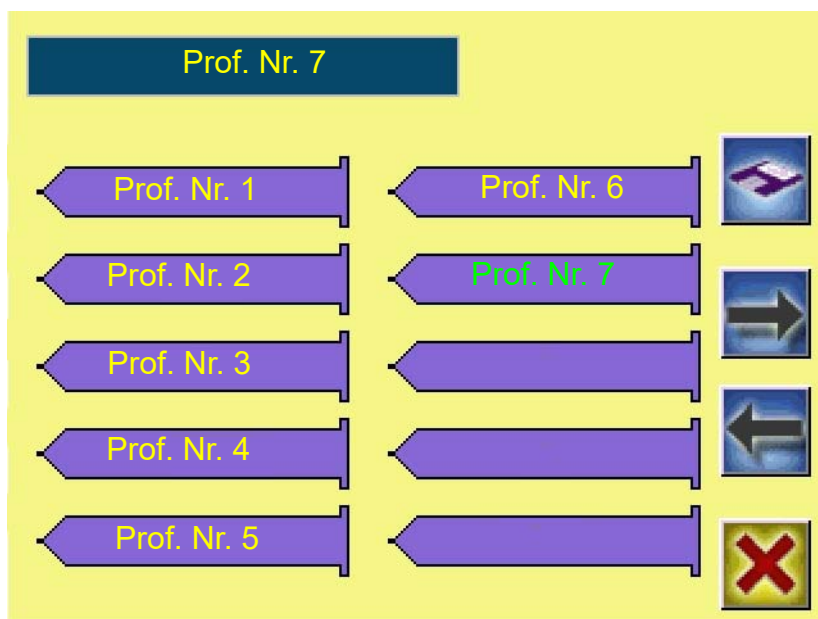 Prof. Nr. 7
Prof. Nr. 1
Prof. Nr. 2
Prof. Nr. 3
Prof. Nr. 4
Prof. Nr. 5
Prof. Nr. 6
Prof. Nr. 7